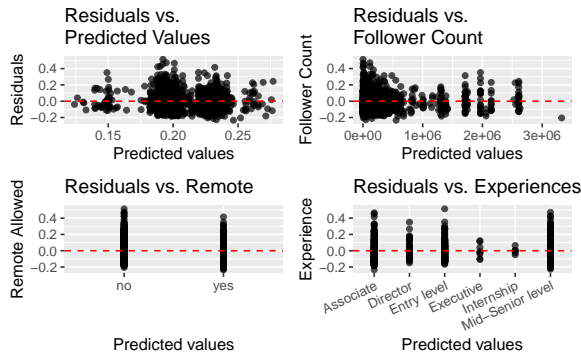 Residuals vs.
Predicted Values
Residuals
0.4
0.2
0.0
−0.2
0.15
0.20
0.25
Predicted values
Residuals vs.
Follower Count
Follower Count
0.4
0.2
0.0
−0.2
0e+00
1e+06
2e+06
3e+06
Predicted values
Residuals vs. Remote
Remote Allowed
0.4
0.2
0.0
−0.2
no
yes
Predicted values
Residuals vs. Experiences
Experience
0.4
0.2
0.0
−0.2
Associate
Director
Entry level
Executive
Internship
Mid−Senior level
Predicted values